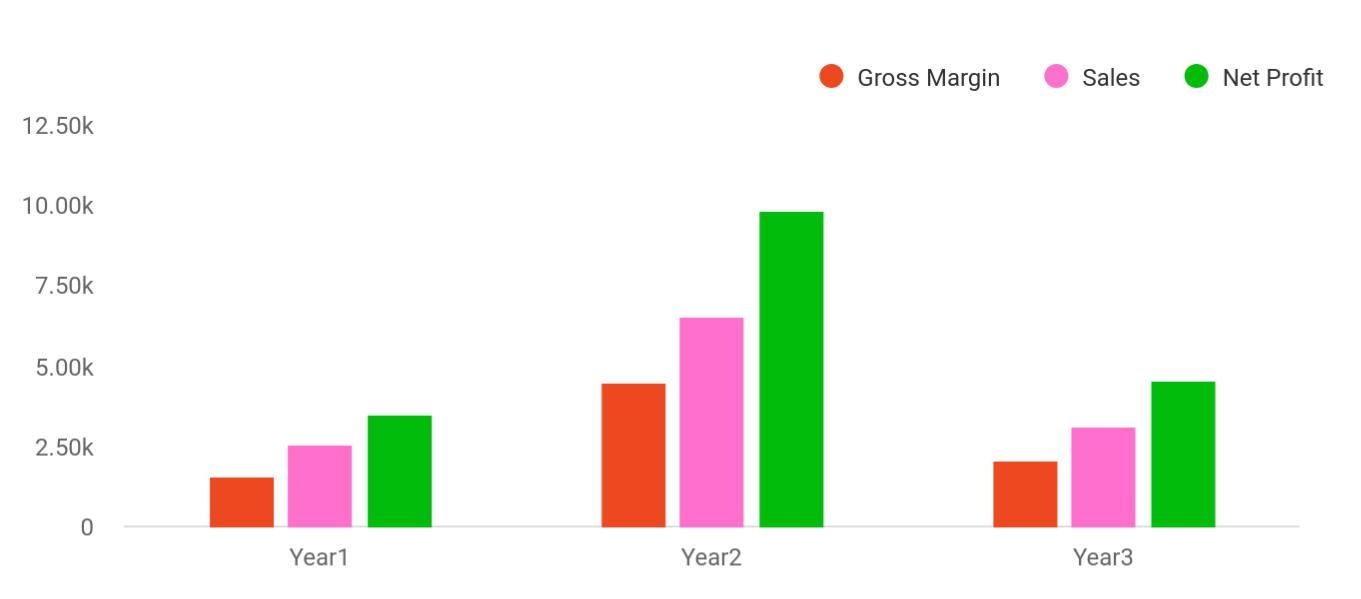 Gross Margin Sales Net Profit
12.50k
10.00k
7.50k
5.00k
2.50k
0
Year1 Year2 Year3